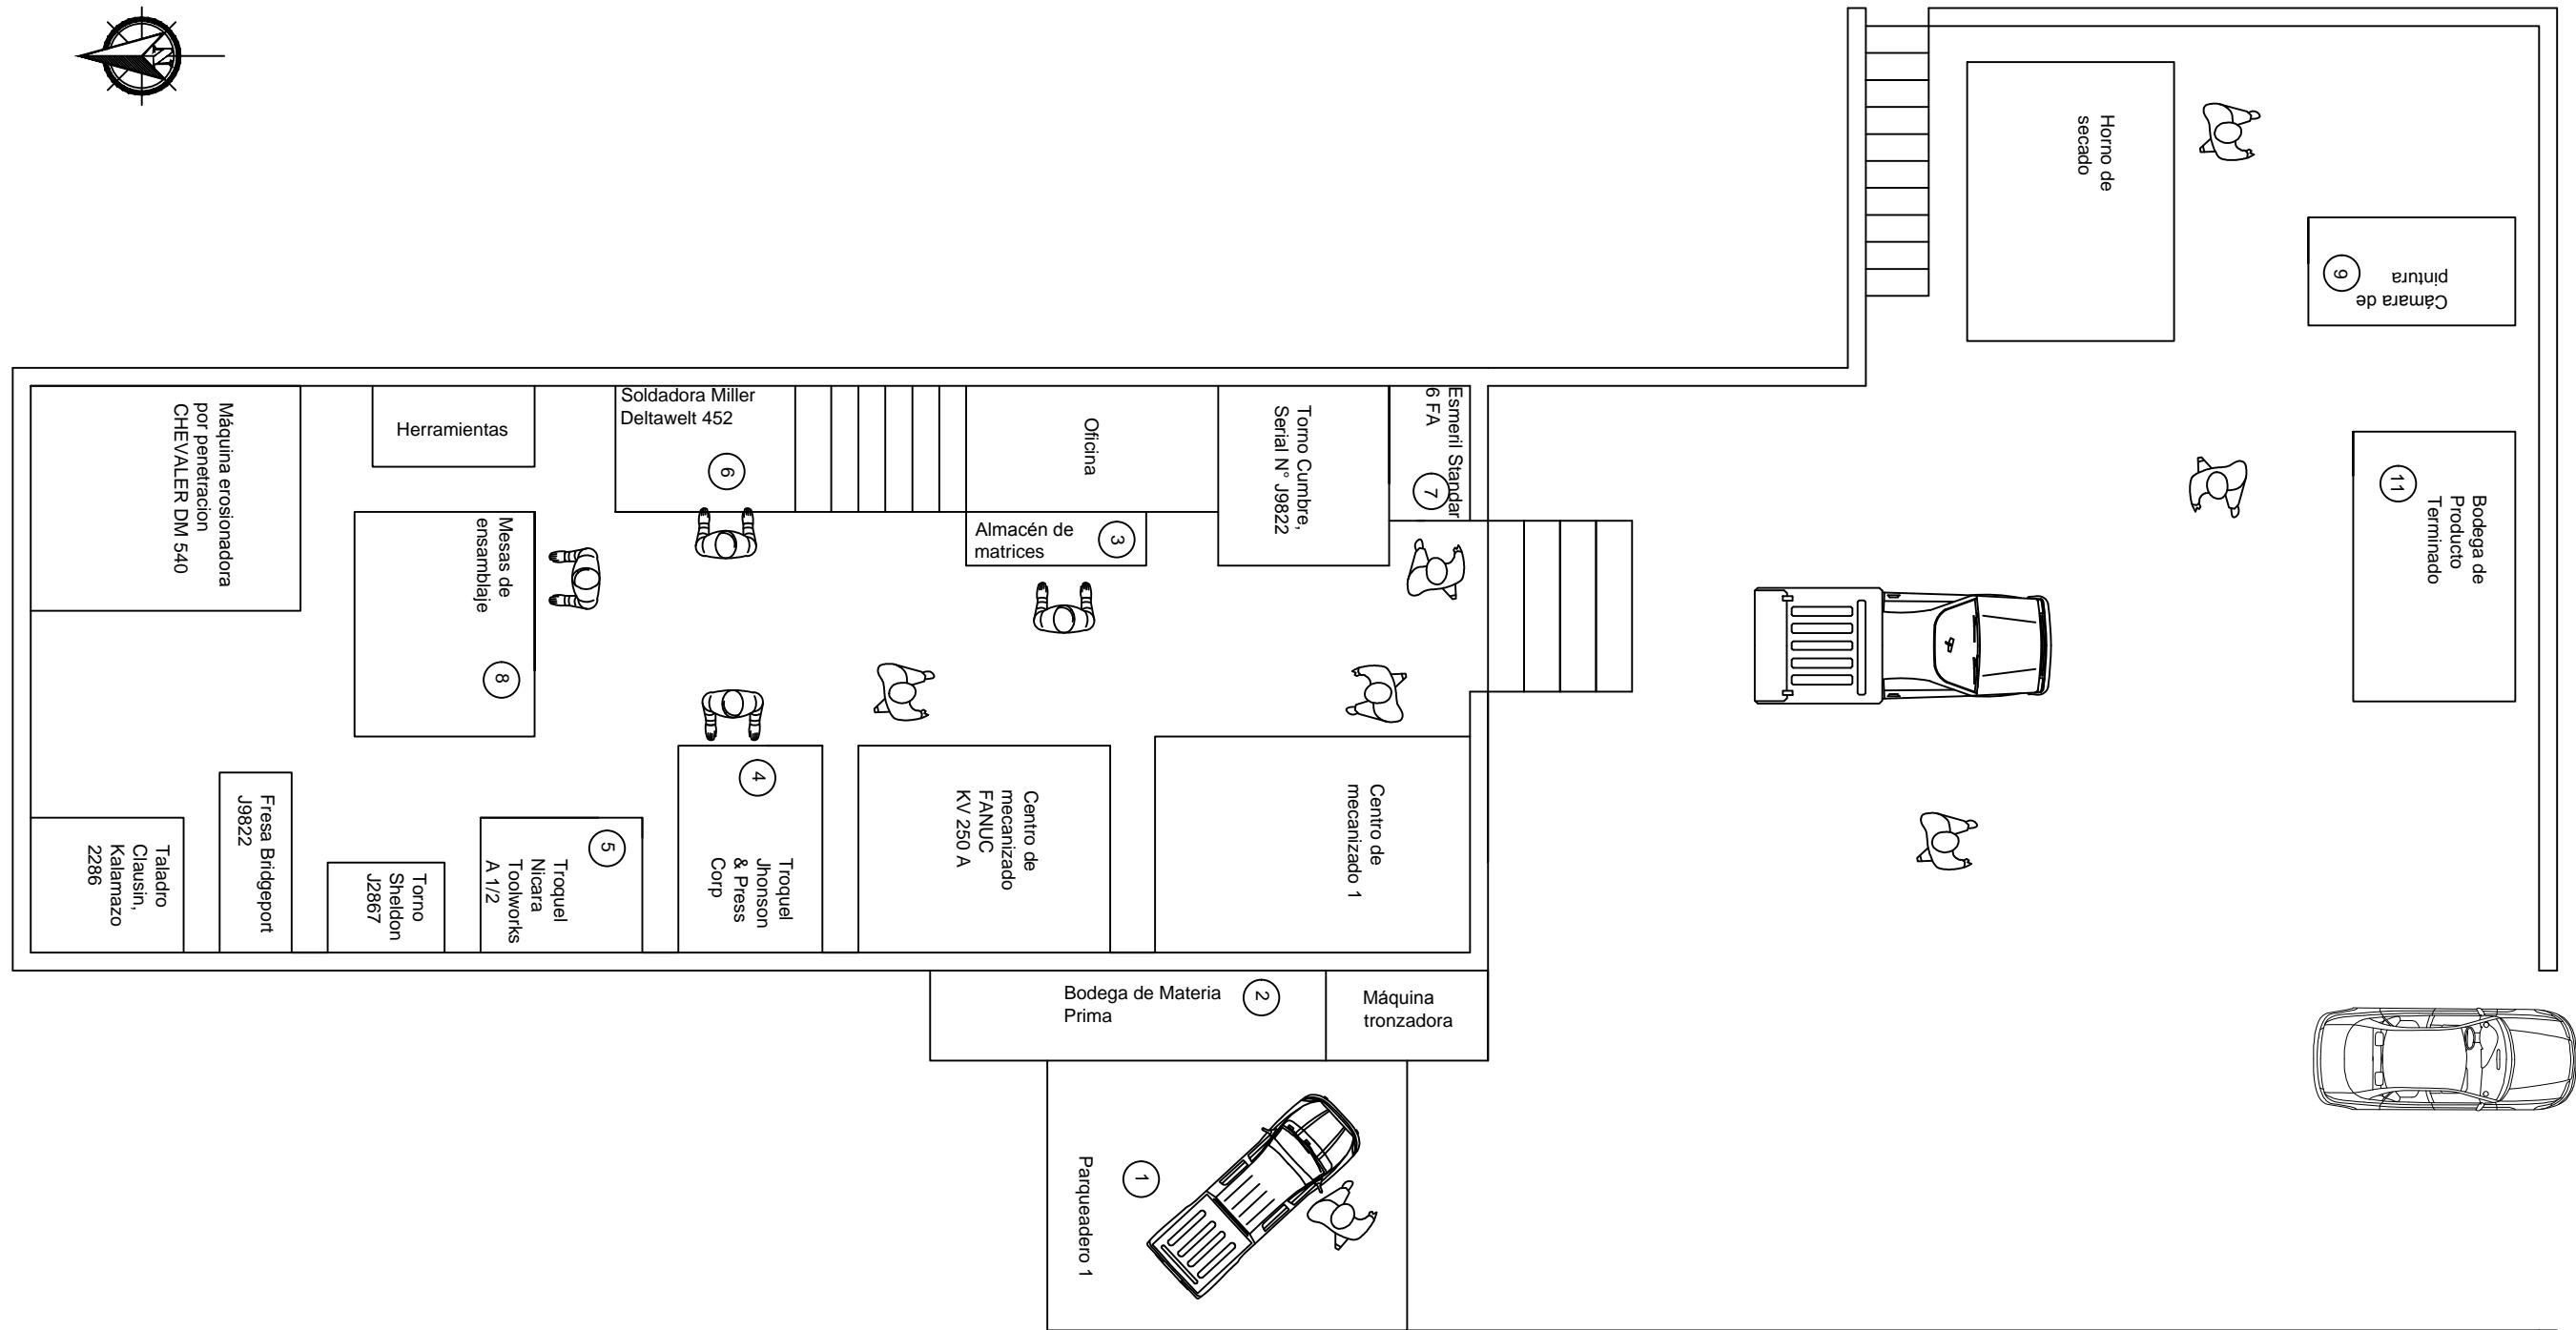 N
Horno de
secado
Cámara de
pintura
9
Bodega de
Producto
Terminado
11
Máquina erosionadora
por penetracion
CHEVALER DM 540
Herramientas
Soldadora Miller
Deltawelt 452
6
Oficina
Torno Cumbre,
Serial N° J9822
Esmeril Standar
6 FA
7
Almacén de
matrices
3
Mesas de
ensamblaje
8
Taladro
Clausin,
Kalamazo
2286
Fresa Bridgeport
J9822
Torno
Sheldon
J2867
Troquel
Nicara
Toolworks
A 1/2
5
Troquel
Jhonson
& Press
Corp
4
Centro de
mecanizado
FANUC
KV 250 A
Centro de
mecanizado 1
Bodega de Materia
Prima
2
Máquina
tronzadora
Parqueadero 1
1